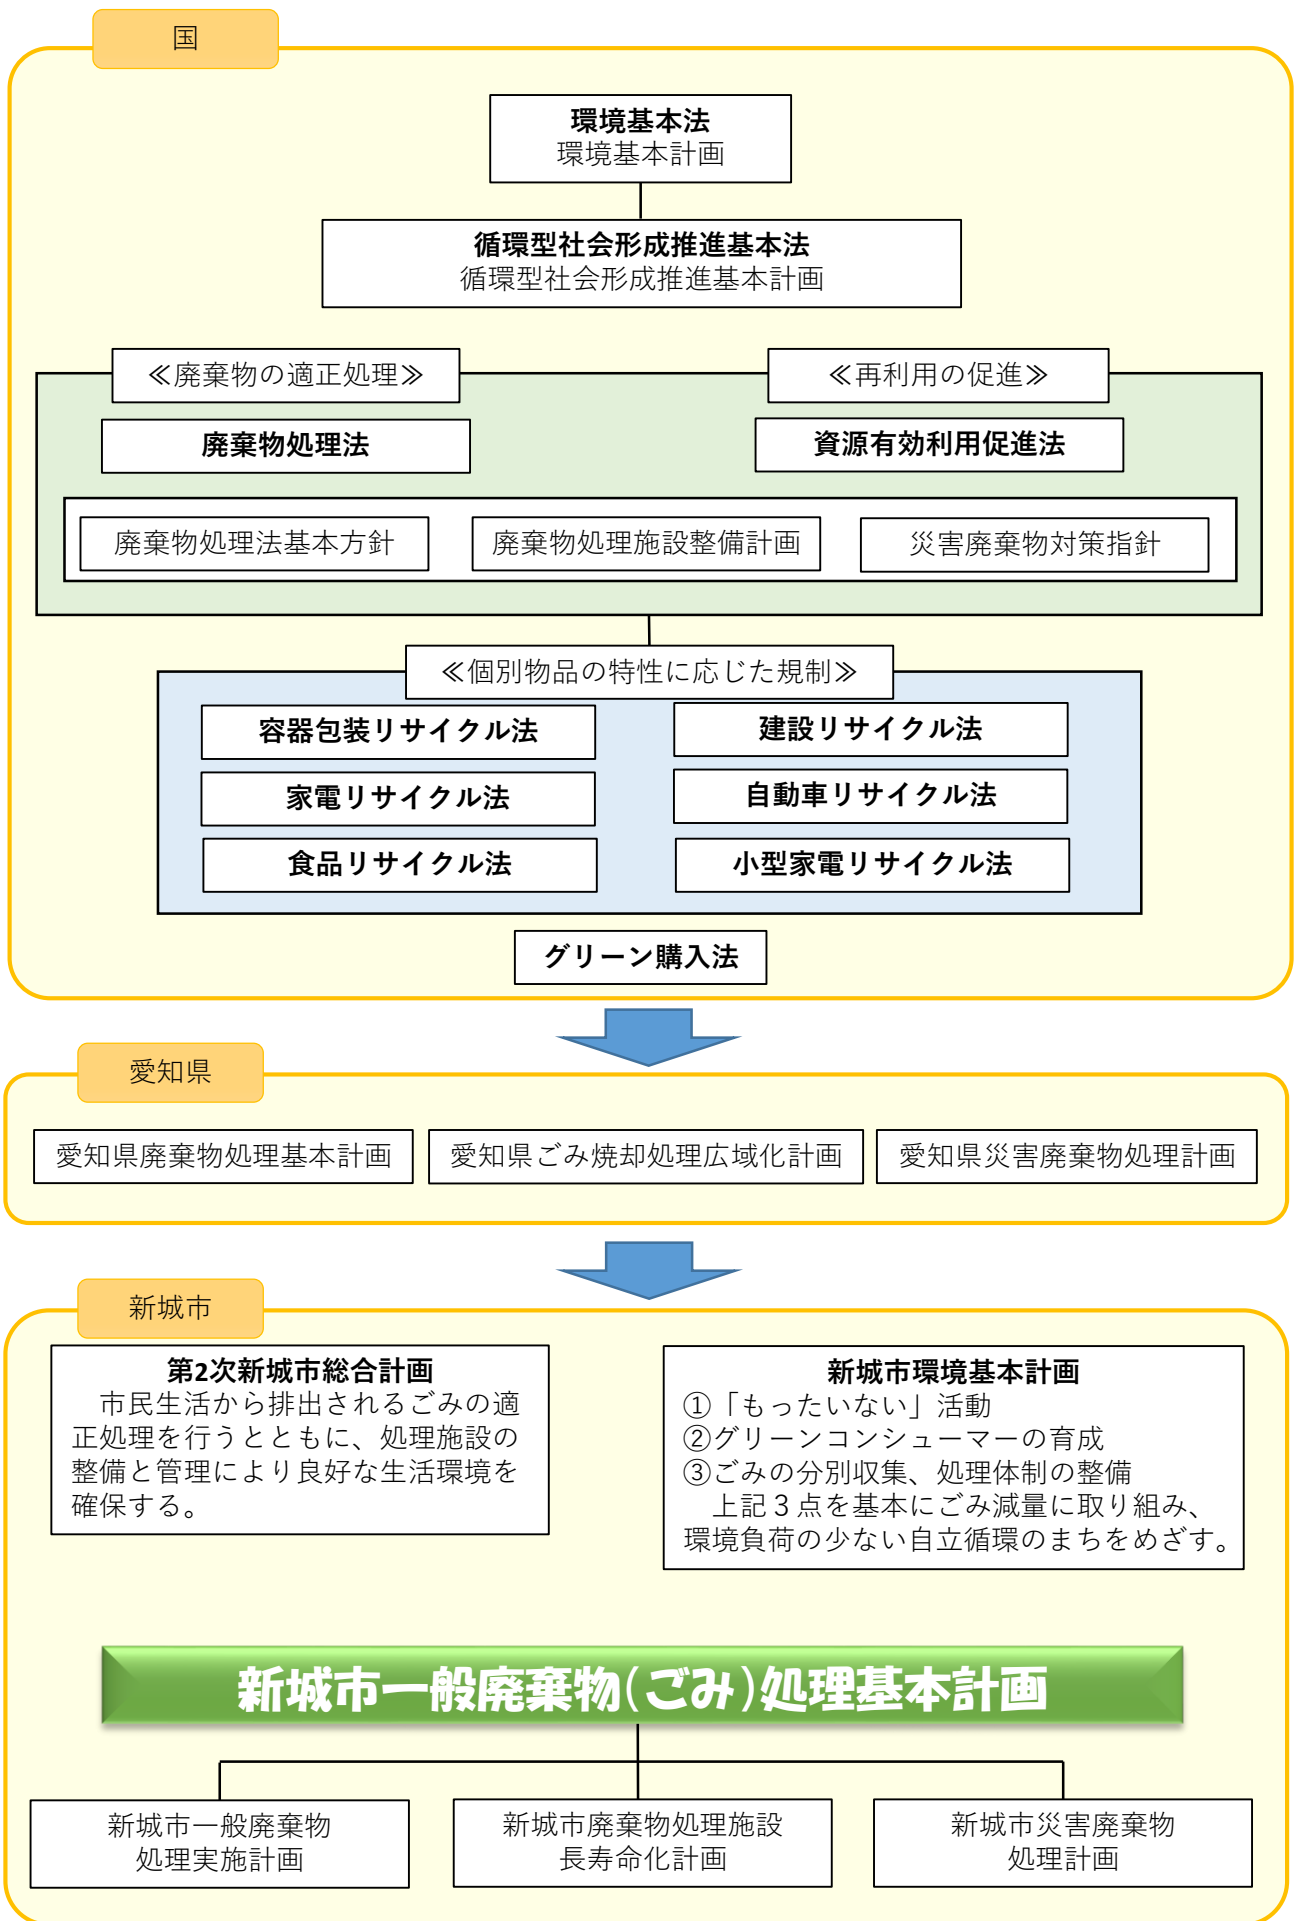 国
環境基本法
環境基本計画
循環型社会形成推進基本法
循環型社会形成推進基本計画
≪廃棄物の適正処理≫
≪再利用の促進≫
廃棄物処理法
資源有効利用促進法
廃棄物処理法基本方針
廃棄物処理施設整備計画
災害廃棄物対策指針
≪個別物品の特性に応じた規制≫
容器包装リサイクル法
建設リサイクル法
家電リサイクル法
自動車リサイクル法
食品リサイクル法
小型家電リサイクル法
グリーン購入法
愛知県
愛知県廃棄物処理基本計画
愛知県ごみ焼却処理広域化計画
愛知県災害廃棄物処理計画
新城市
第2次新城市総合計画
　市民生活から排出されるごみの適
正処理を行うとともに、処理施設の
整備と管理により良好な生活環境を
確保する。
新城市環境基本計画
①「もったいない」活動
②グリーンコンシューマーの育成
③ごみの分別収集、処理体制の整備
　上記３点を基本にごみ減量に取り組み、
環境負荷の少ない自立循環のまちをめざす。
新城市一般廃棄物(ごみ)処理基本計画
新城市一般廃棄物
処理実施計画
新城市廃棄物処理施設
長寿命化計画
新城市災害廃棄物
処理計画